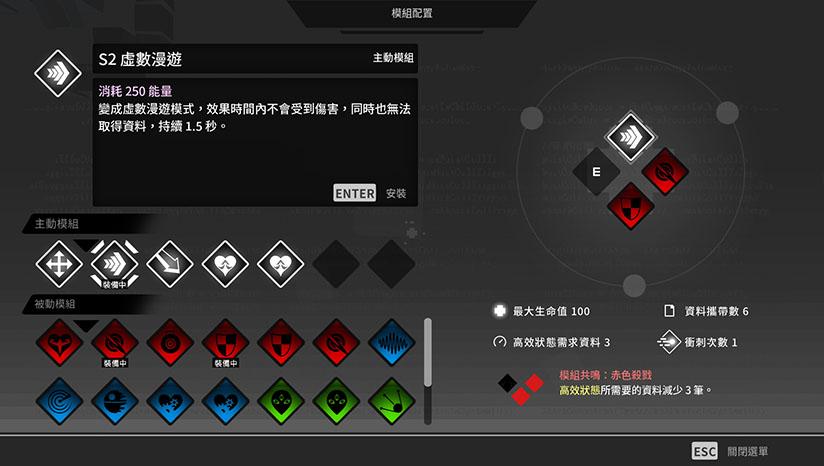 模組配置
S2 虛數漫遊
主動模組
消耗 250 能量
變成虛數漫遊模式，效果時間內不會受到傷害，同時也無法
取得資料，持續 1.5 秒。
ENTER 安裝
主動模組
裝備中
被動模組
裝備中
裝備中
E
最大生命值 100
資料攜帶數 6
高效狀態需求資料 3
衝刺次數 1
模組共鳴：赤色殺戮
高效狀態所需要的資料減少 3 筆。
ESC 關閉選單